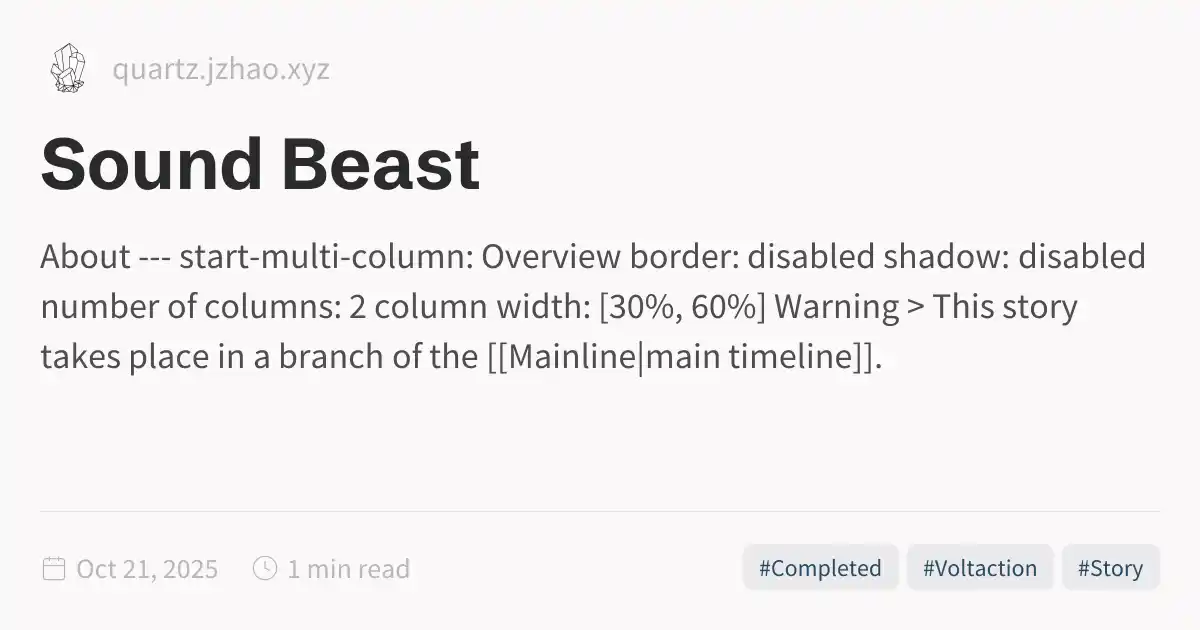 quartz.jzhao.xyz
Sound Beast
About --- start-multi-column: Overview border: disabled shadow: disabled
number of columns: 2 column width: [30%, 60%] Warning > This story
takes place in a branch of the [[Mainline|main timeline]].
Oct 21, 2025 1 min read #Completed #Voltaction #Story